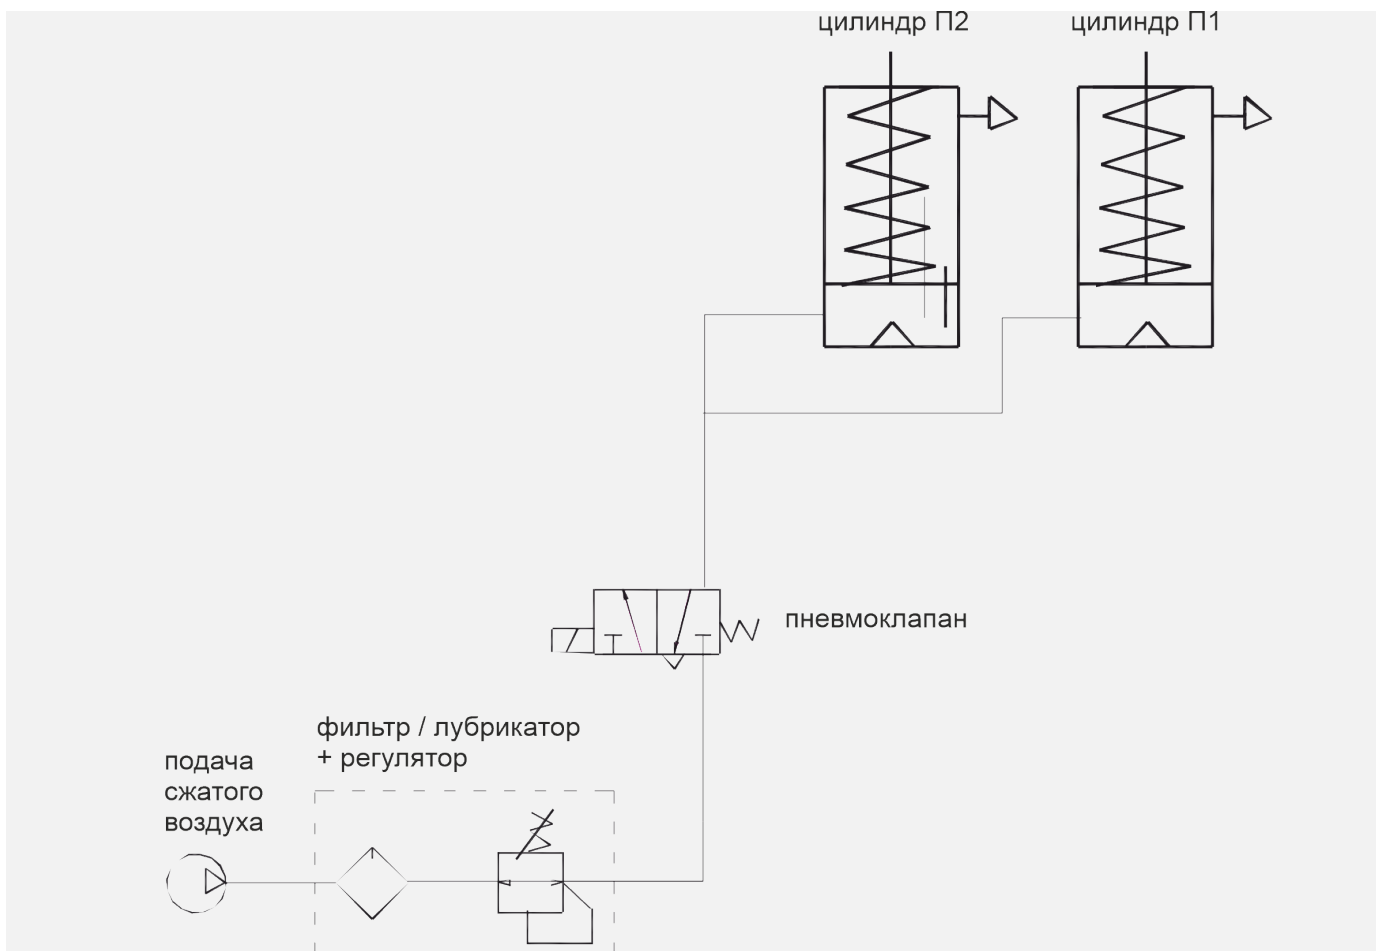 цилиндр П2
цилиндр П1
пневмоклапан
фильтр / лубрикатор
+ регулятор
подача
сжатого
воздуха